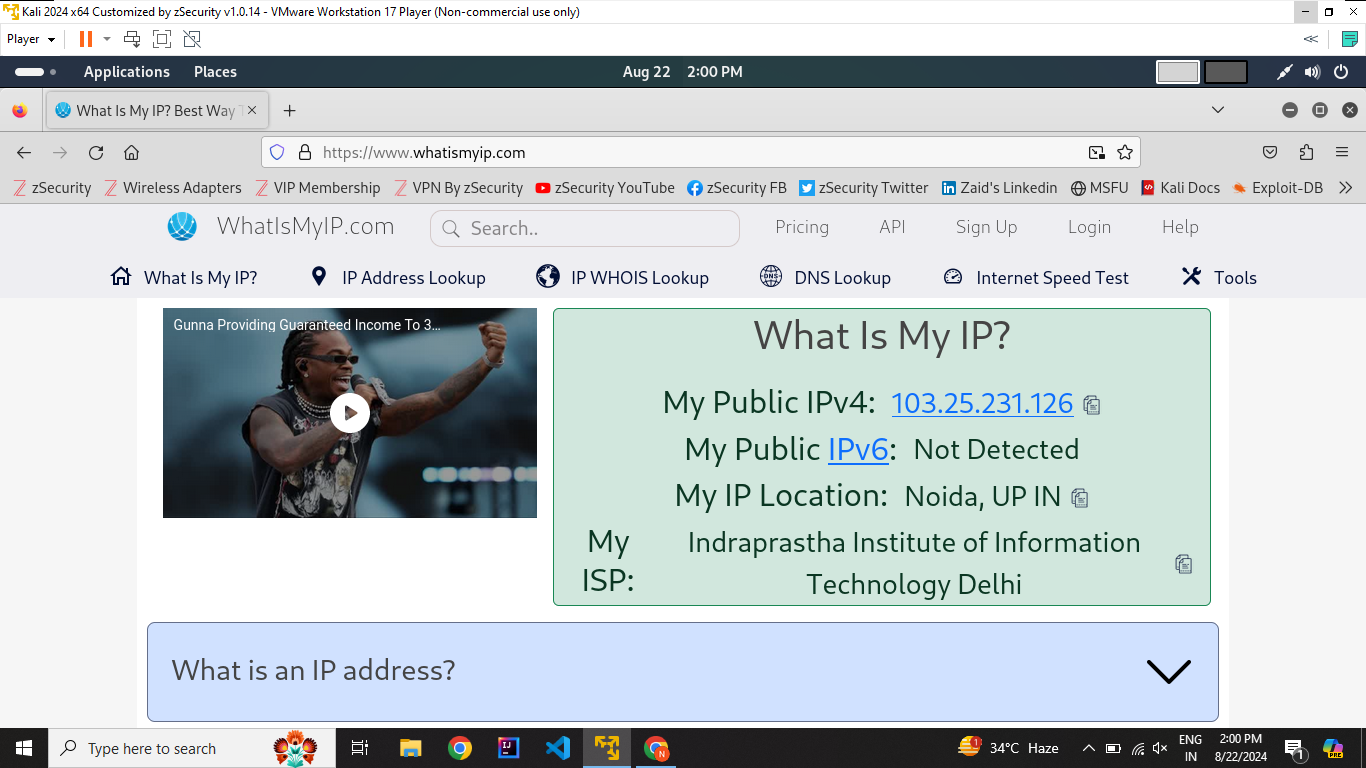 Kali 2024 x64 Customized by zSecurity v1.0.14 - VMware Workstation 17 Player (Non-commercial use only)
Player
Applications Places Aug 22 2:00 PM
What Is My IP? Best Way T
https://www.whatismyip.com
zSecurity Wireless Adapters VIP Membership VPN By zSecurity zSecurity YouTube zSecurity FB zSecurity Twitter Zaid's Linkedin MSFU Kali Docs Exploit-DB
WhatIsMyIP.com Search.. Pricing API Sign Up Login Help
What Is My IP? IP Address Lookup IP WHOIS Lookup DNS Lookup Internet Speed Test Tools
Gunna Providing Guaranteed Income To 3...
What Is My IP?
My Public IPv4: 103.25.231.126
My Public IPv6: Not Detected
My IP Location: Noida, UP IN
My ISP: Indraprastha Institute of Information
Technology Delhi
What is an IP address?
Type here to search 1 34°C Haze ENG 2:00 PM 1 PRE
IN 8/22/2024